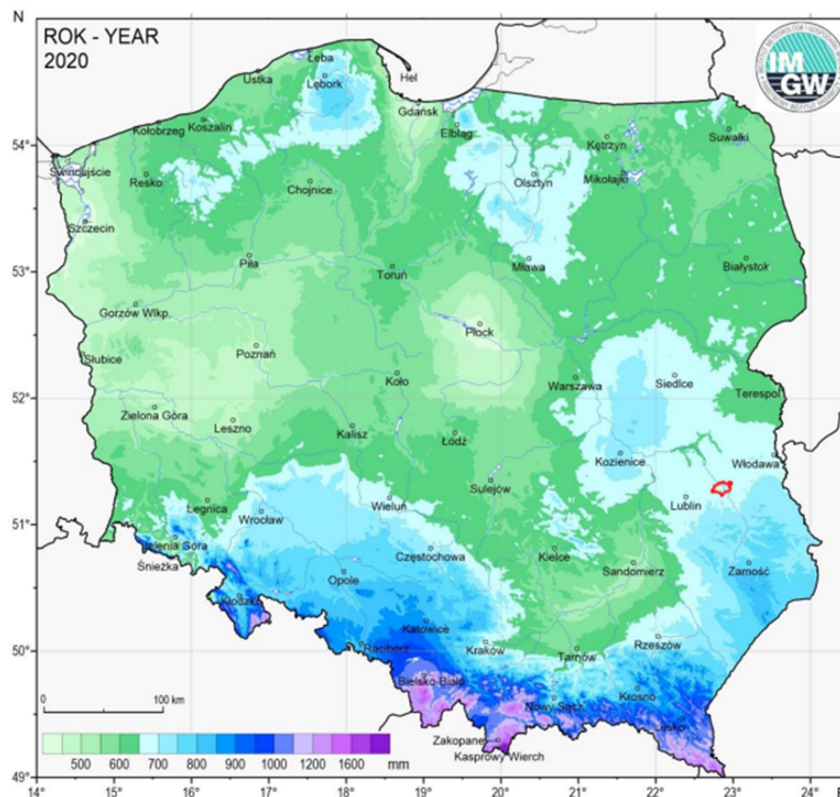 N
ROK - YEAR
2020
IM
GW
Łeba
Ustka
Lębork
Hel
Gdańsk
Kołobrzeg
Koszalin
Elbląg
Kętrzyn
Suwałki
54°
Świnoujście
Resko
Chojnice
Olsztyn
Mikołajki
Szczecin
Piła
Toruń
Mława
Białystok
53°
Gorzów Wlkp.
Płock
Słubice
Poznań
Koło
Warszawa
Siedlce
Terespol
52°
Zielona Góra
Leszno
Kalisz
Łódź
Kozienice
Włodawa
Sulejów
Legnica
Wieluń
Lublin
51°
Wrocław
Jelenia Góra
Śnieżka
Częstochowa
Kielce
Sandomierz
Zamość
Opole
Kłodzko
Katowice
50°
Racibórz
Kraków
Tarnów
Rzeszów
Bielsko-Biała
Nowy Sącz
Krosno
Lesko
0 100 km
Zakopane
Kasprowy Wierch
500 600 700 800 900 1000 1200 1600 mm
49°
14° 15° 16° 17° 18° 19° 20° 21° 22° 23° 24°